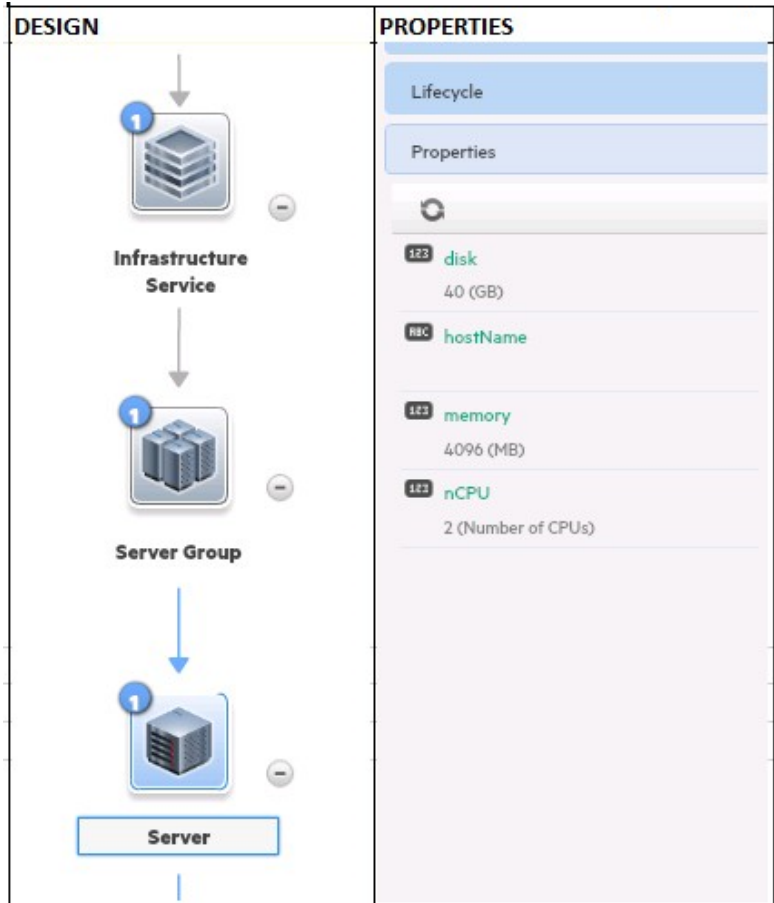 DESIGN
PROPERTIES
1
Infrastructure
Service
1
Server Group
1
Server
Lifecycle
Properties
123 disk
40 (GB)
ABC hostName
123 memory
4096 (MB)
123 nCPU
2 (Number of CPUs)